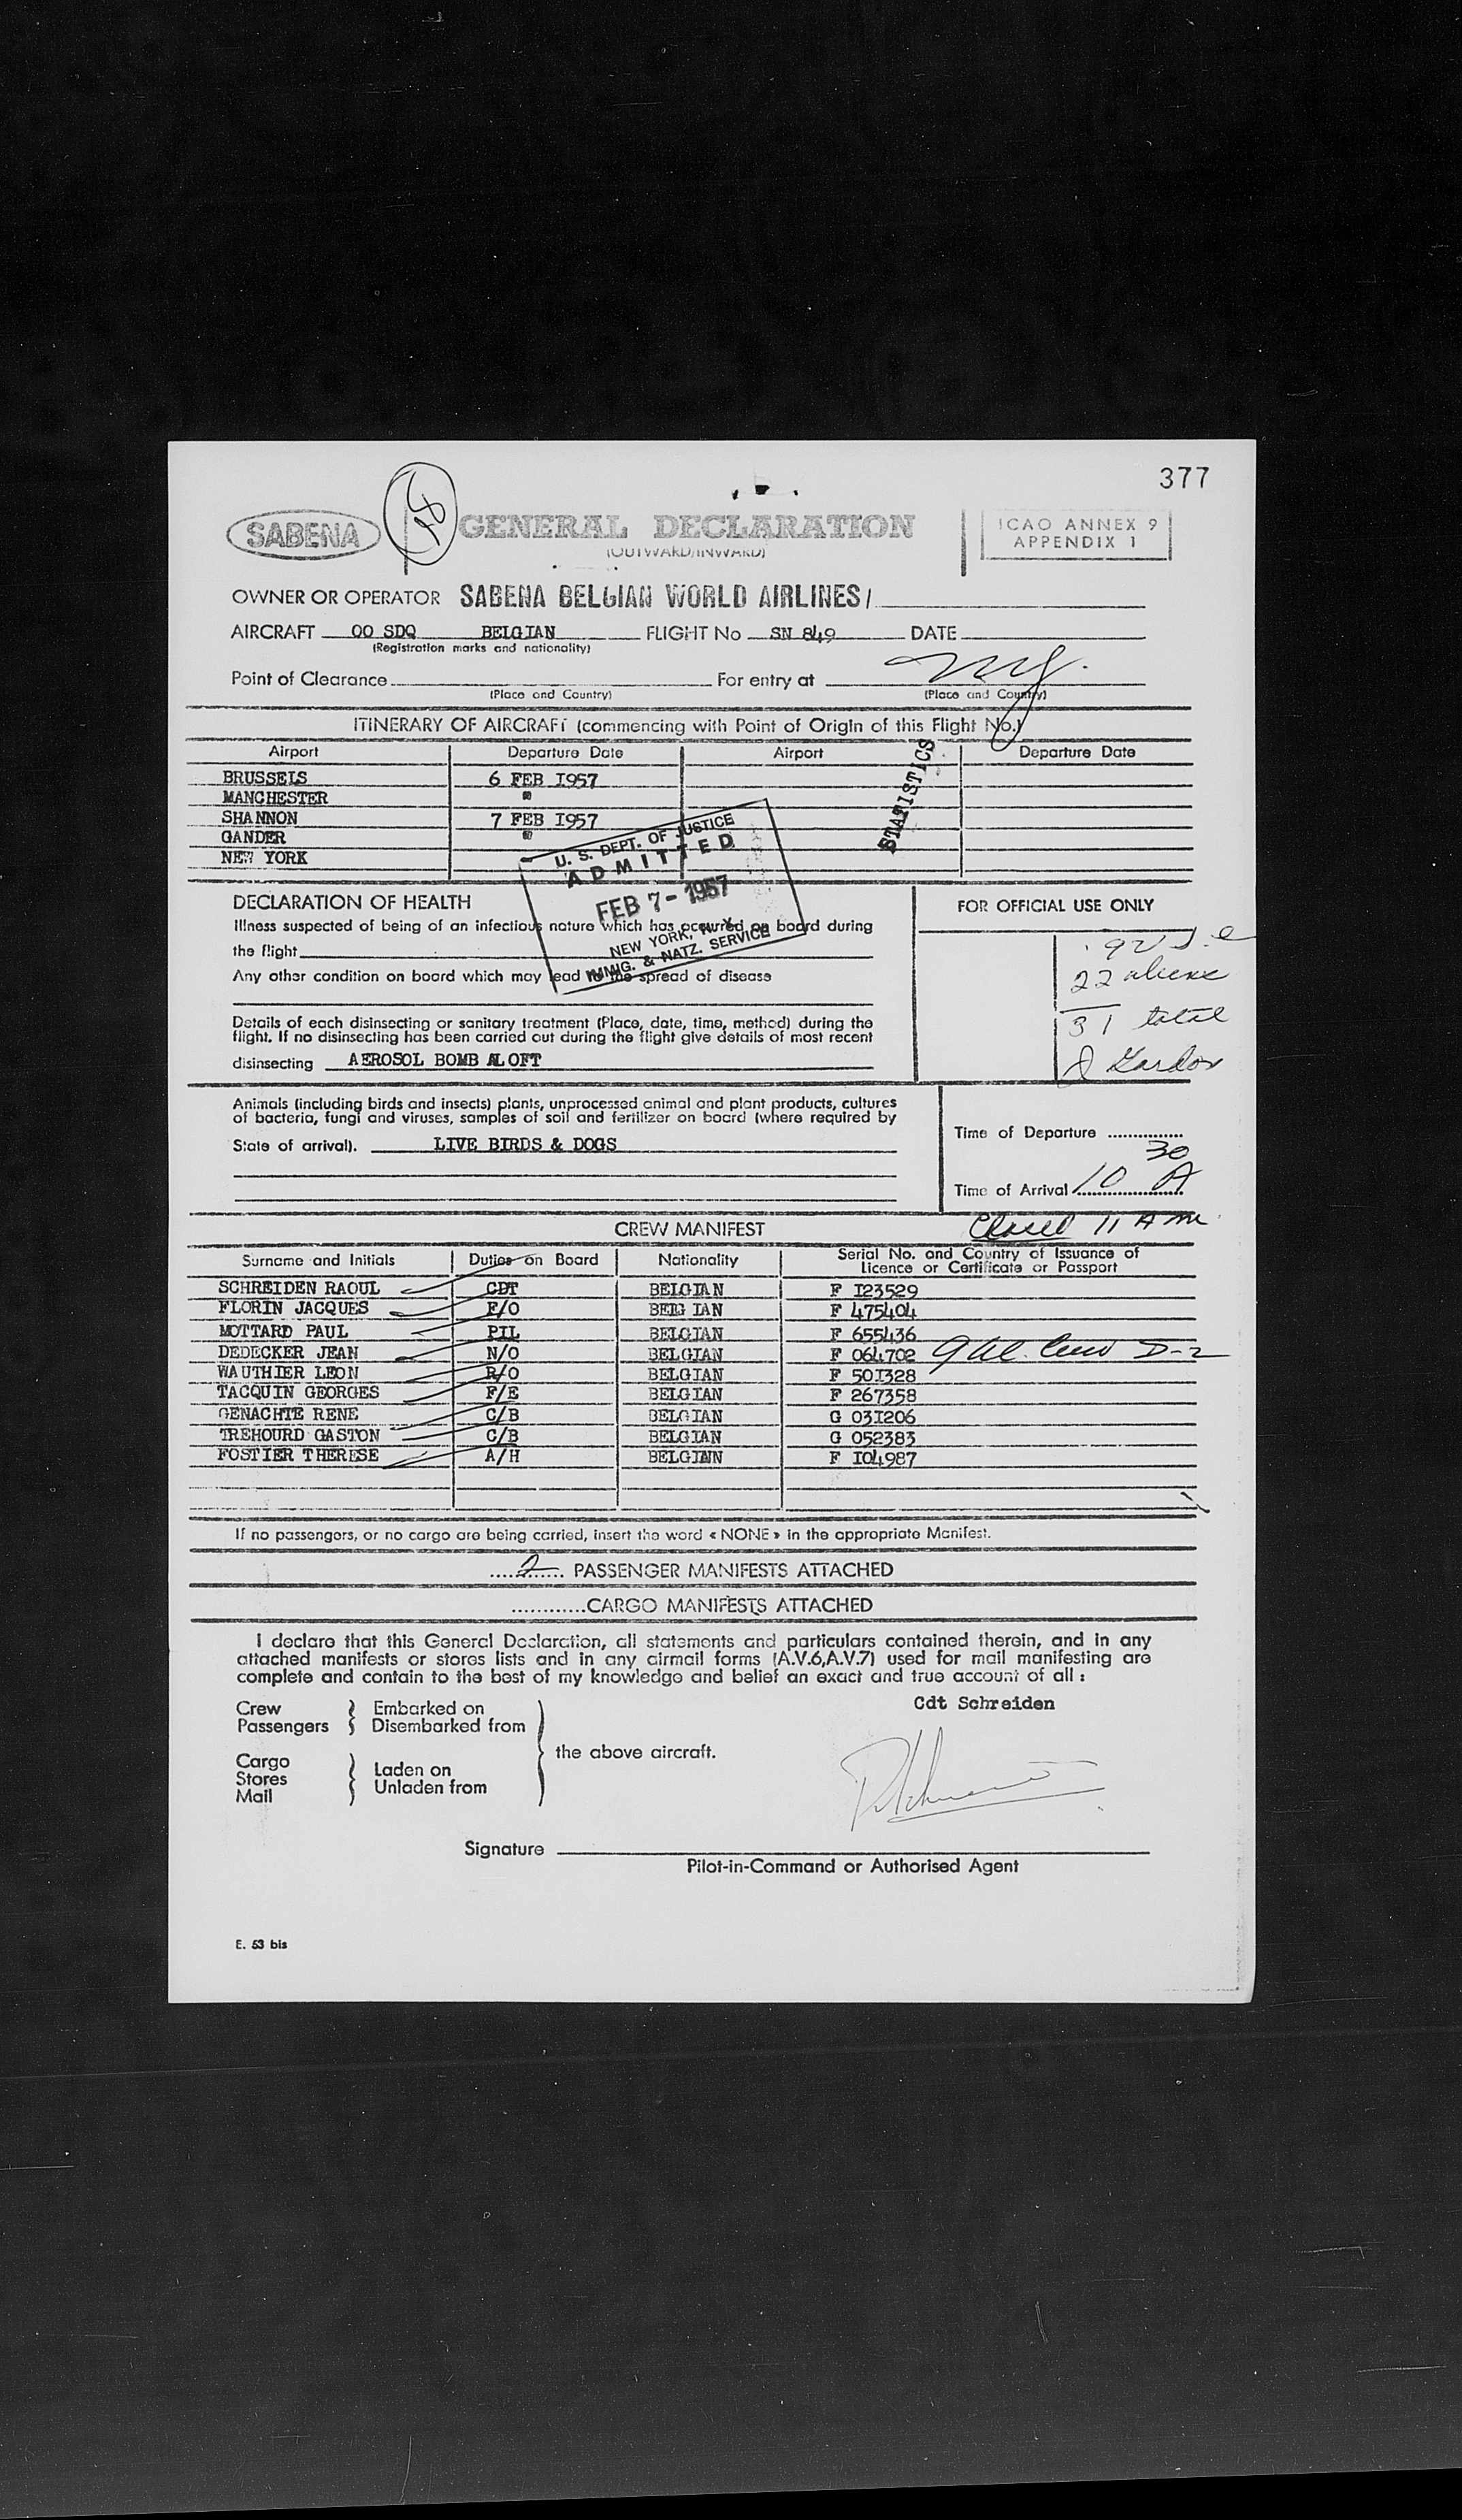 377
SABENA
GENERAL DECLARATION
(OUTWARD/INWARD)
ICAO ANNEX 9
APPENDIX 1
OWNER OR OPERATOR SABENA BELGIAN WORLD AIRLINES/
AIRCRAFT OO SDQ BELGIAN FLIGHT No SN 849 DATE
(Registration marks and nationality)
Point of Clearance For entry at NY.
(Place and Country) (Place and Country)
ITINERARY OF AIRCRAFT (commencing with Point of Origin of this Flight No.)
Airport Departure Date Airport Departure Date
BRUSSELS 6 FEB I957
MANCHESTER "
SHANNON 7 FEB I957
GANDER "
NEW YORK
STATISTICS
U. S. DEPT. OF JUSTICE
ADMITTED
FEB 7 - 1957
NEW YORK, N. Y.
IMMIG. & NATZ. SERVICE
DECLARATION OF HEALTH
Illness suspected of being of an infectious nature which has occurred on board during
the flight
Any other condition on board which may lead to the spread of disease
Details of each disinsecting or sanitary treatment (Place, date, time, method) during the
flight. If no disinsecting has been carried out during the flight give details of most recent
disinsecting AEROSOL BOMB ALOFT
FOR OFFICIAL USE ONLY
22 aliens
31 total
Animals (including birds and insects) plants, unprocessed animal and plant products, cultures
of bacteria, fungi and viruses, samples of soil and fertilizer on board (where required by
State of arrival). LIVE BIRDS & DOGS
Time of Departure
Time of Arrival 10 30 A
Closed 11 AM
CREW MANIFEST
Surname and Initials Duties on Board Nationality Serial No. and Country of Issuance of
Licence or Certificate or Passport
SCHREIDEN RAOUL CDT BELGIAN F I23529
FLORIN JACQUES F/O BELG IAN F 475404
MOTTARD PAUL PIL BELGIAN F 655436
DEDECKER JEAN N/O BELGIAN F 064702
WAUTHIER LEON R/O BELGIAN F 50I328
TACQUIN GEORGES F/E BELGIAN F 267358
GENACHTE RENE C/B BELGIAN G 03I206
TREHOURD GASTON C/B BELGIAN G 052383
FOSTIER THERESE A/H BELGIAN F I04987
If no passengers, or no cargo are being carried, insert the word « NONE » in the appropriate Manifest.
2 PASSENGER MANIFESTS ATTACHED
CARGO MANIFESTS ATTACHED
I declare that this General Declaration, all statements and particulars contained therein, and in any
attached manifests or stores lists and in any airmail forms (A.V.6,A.V.7) used for mail manifesting are
complete and contain to the best of my knowledge and belief an exact and true account of all :
Cdt Schreiden
Crew
Passengers
Embarked on
Disembarked from
Cargo
Stores
Mail
Laden on
Unladen from
the above aircraft.
Signature
Pilot-in-Command or Authorised Agent
E. 53 bis